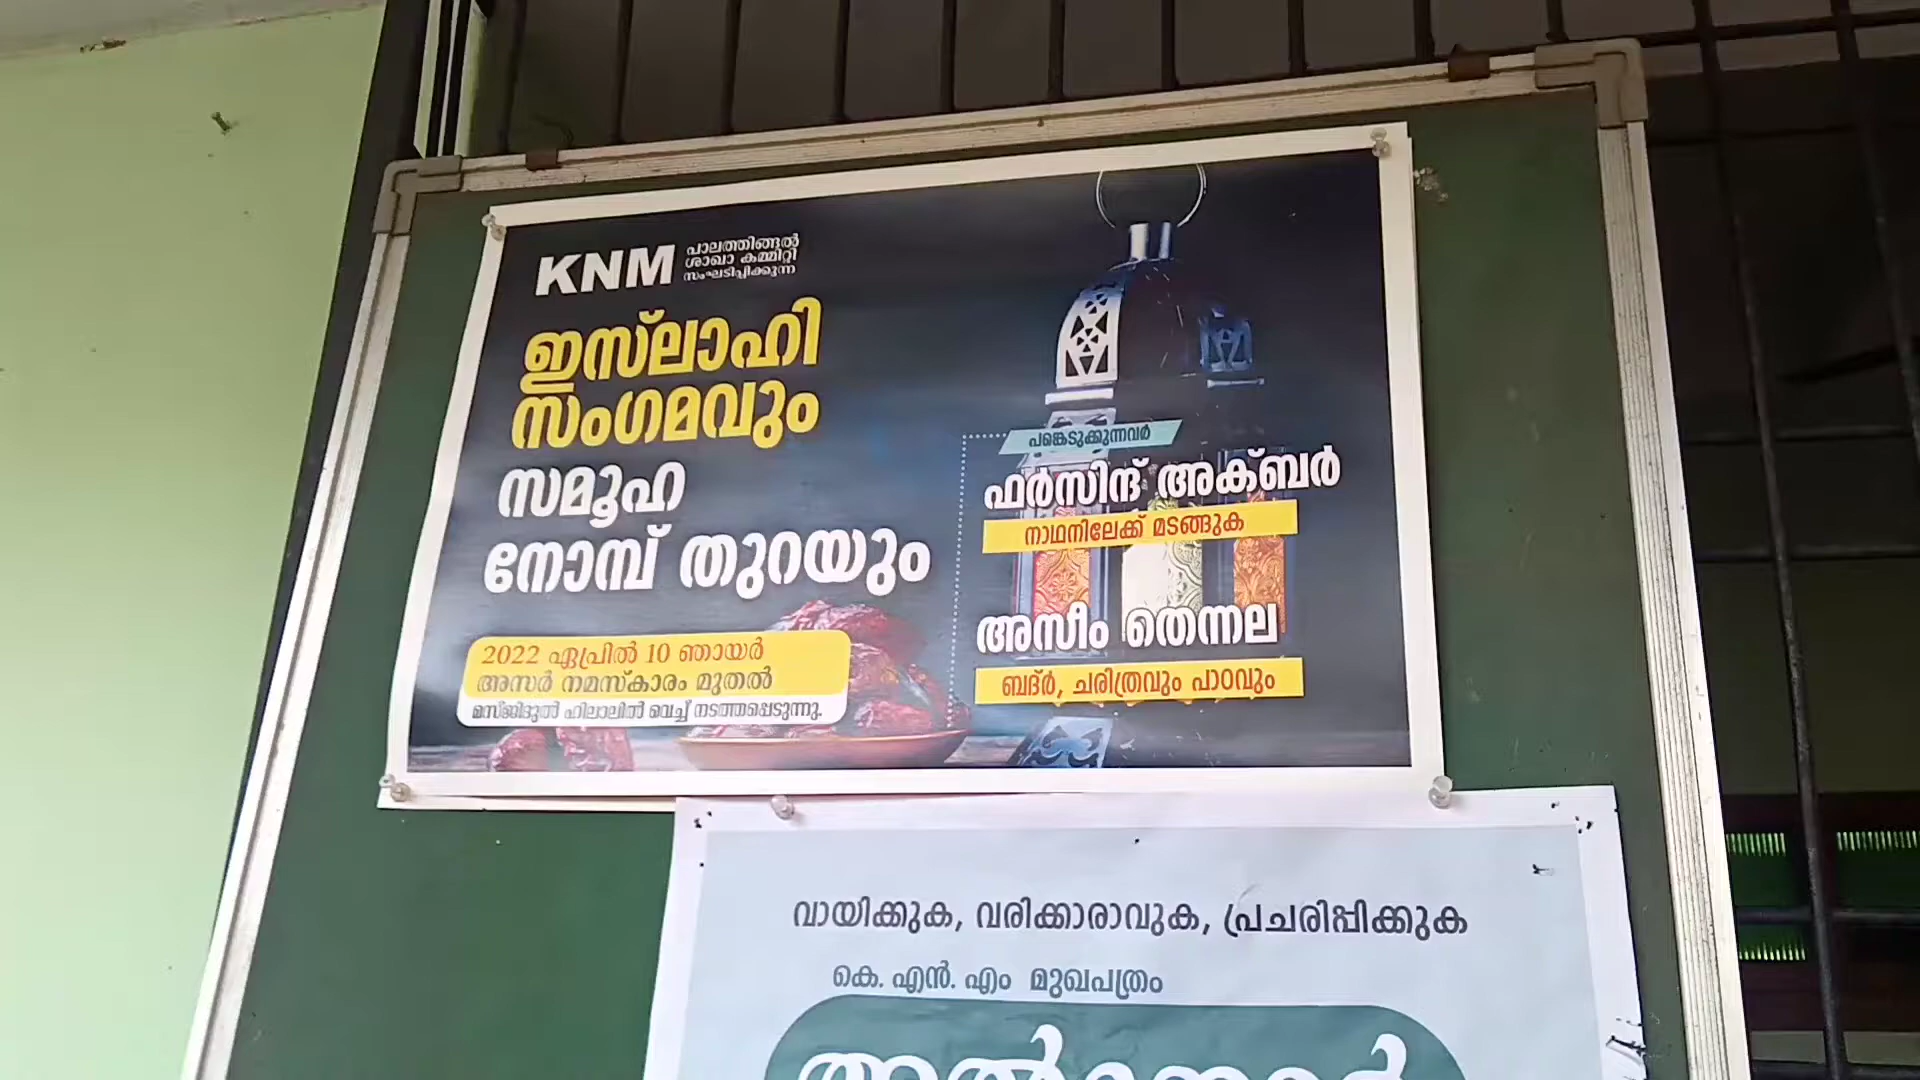 KNM പാലത്തിങ്ങൽ
ശാഖാ കമ്മിറ്റി
സംഘടിപ്പിക്കുന്ന
ഇസ്‌ലാഹി
സംഗമവും
സമൂഹ
നോമ്പ് തുറയും
2022 ഏപ്രിൽ 10 ഞായർ
അസർ നമസ്കാരം മുതൽ
മസ്ജിദുൽ ഹിലാലിൽ വെച്ച് നടത്തപ്പെടുന്നു.
പങ്കെടുക്കുന്നവർ
ഫർസിന്ദ് അക്ബർ
നാഥനിലേക്ക് മടങ്ങുക
അസീം തെന്നല
ബദ്ർ, ചരിത്രവും പാഠവും
വായിക്കുക, വരിക്കാരാവുക, പ്രചരിപ്പിക്കുക
കെ. എൻ. എം മുഖപത്രം